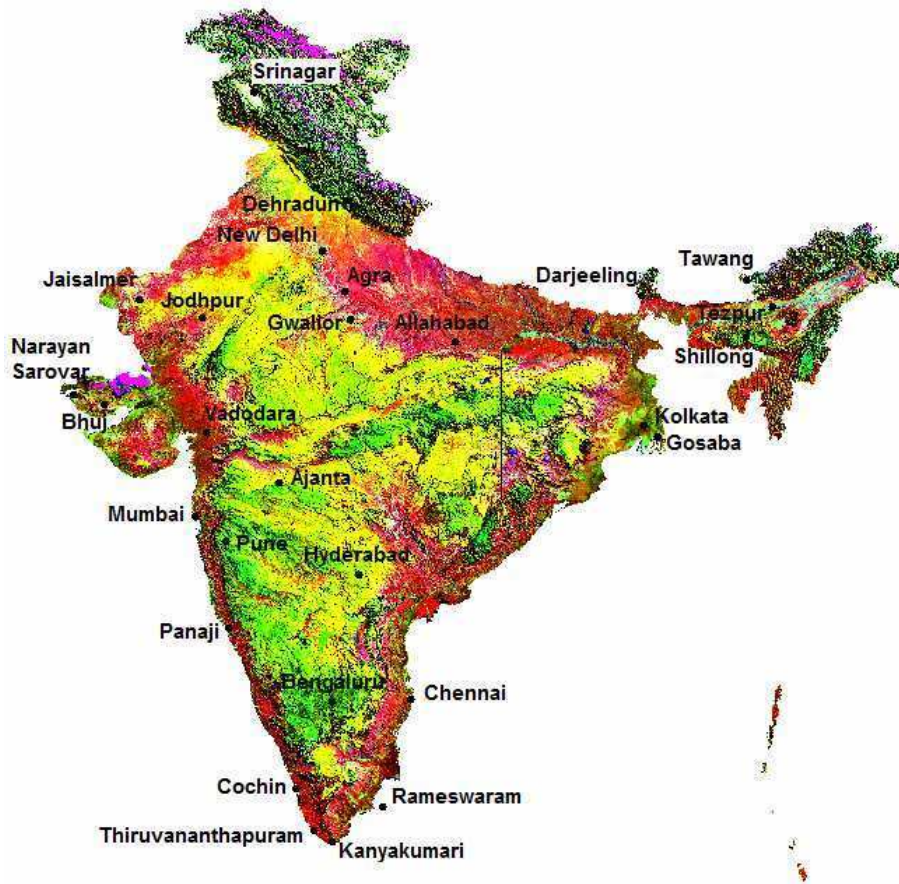 Srinagar
Dehradun
New Delhi
Tawang
Jaisalmer
Agra
Darjeeling
Jodhpur
Tezpur
Gwalior
Allahabad
Narayan
Sarovar
Shillong
Bhuj
Vadodara
Kolkata
Gosaba
Ajanta
Mumbai
Pune
Hyderabad
Panaji
Bengaluru
Chennai
Cochin
Rameswaram
Thiruvananthapuram
Kanyakumari